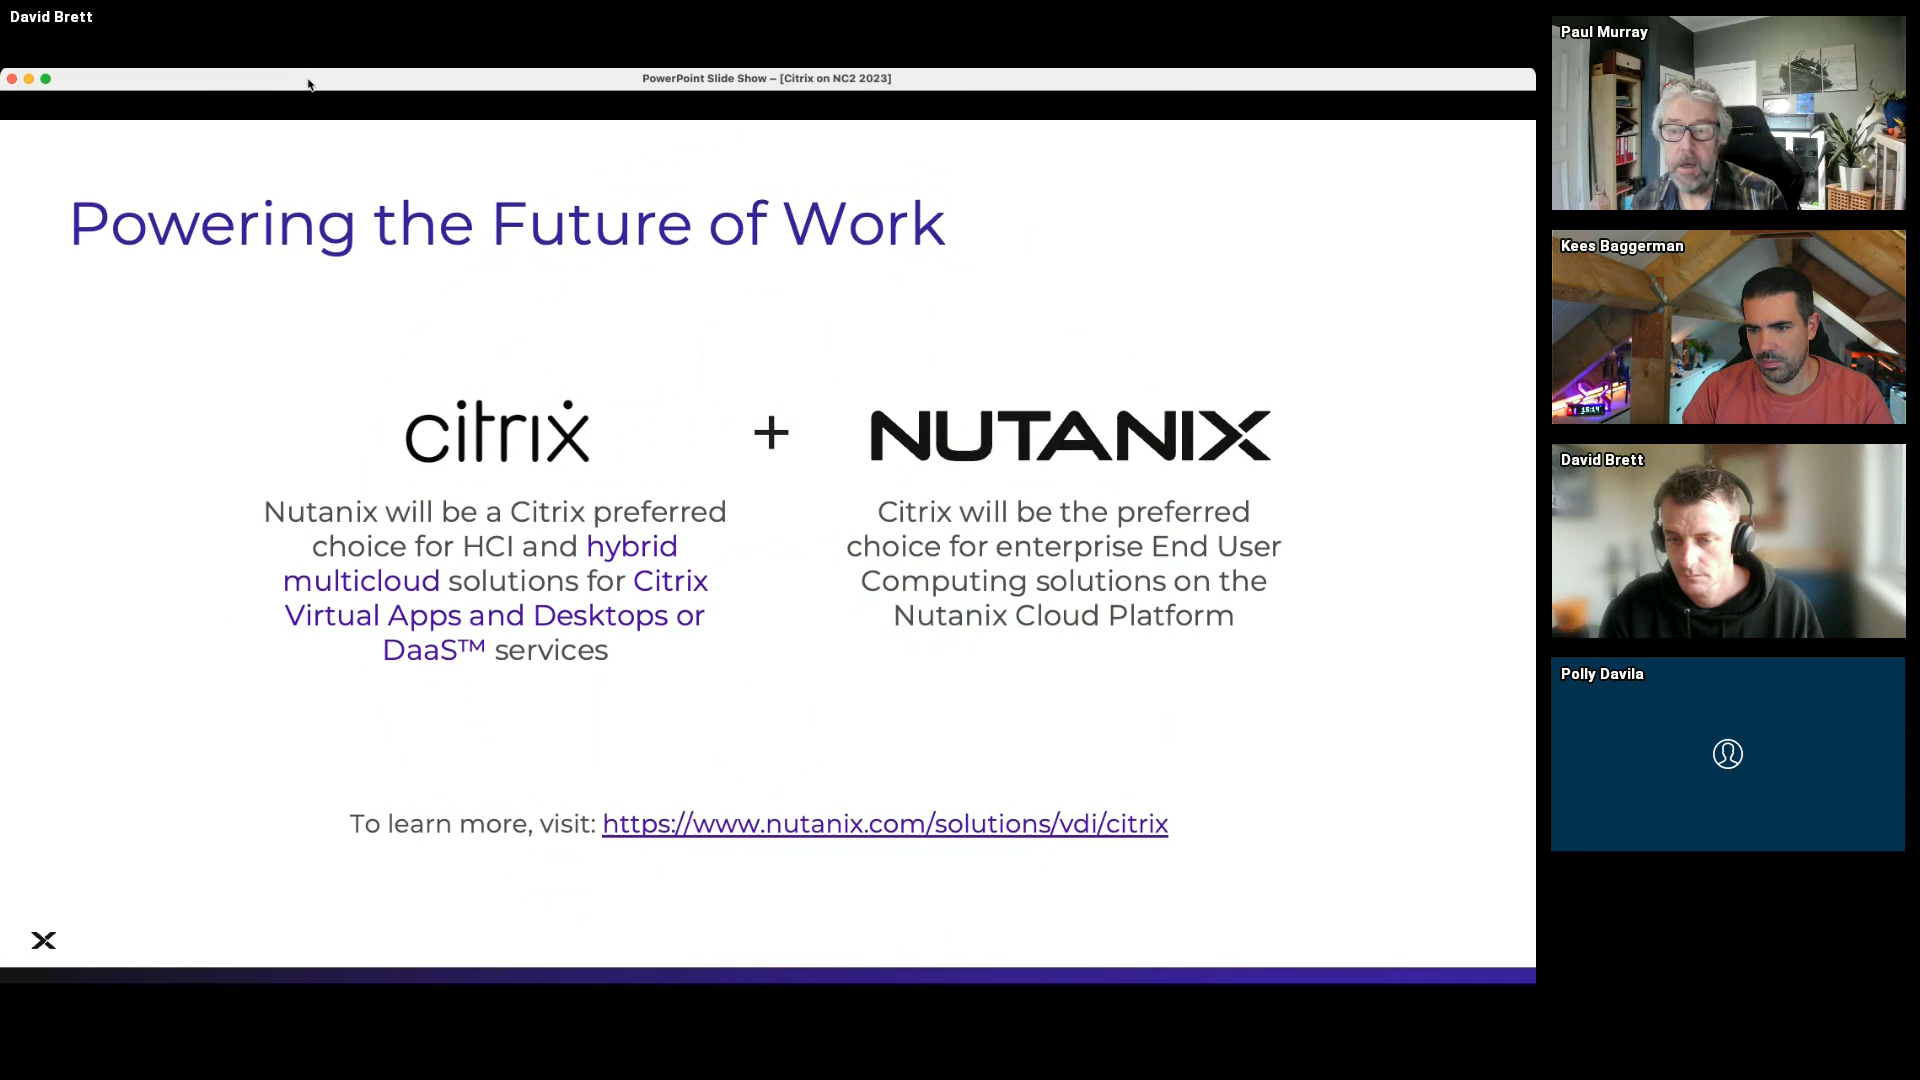 David Brett
PowerPoint Slide Show – [Citrix on NC2 2023]
Powering the Future of Work
citrix
+
NUTANIX
Nutanix will be a Citrix preferred
choice for HCI and hybrid
multicloud solutions for Citrix
Virtual Apps and Desktops or
DaaS™ services
Citrix will be the preferred
choice for enterprise End User
Computing solutions on the
Nutanix Cloud Platform
To learn more, visit: https://www.nutanix.com/solutions/vdi/citrix
Paul Murray
Kees Baggerman
15:14
David Brett
Polly Davila